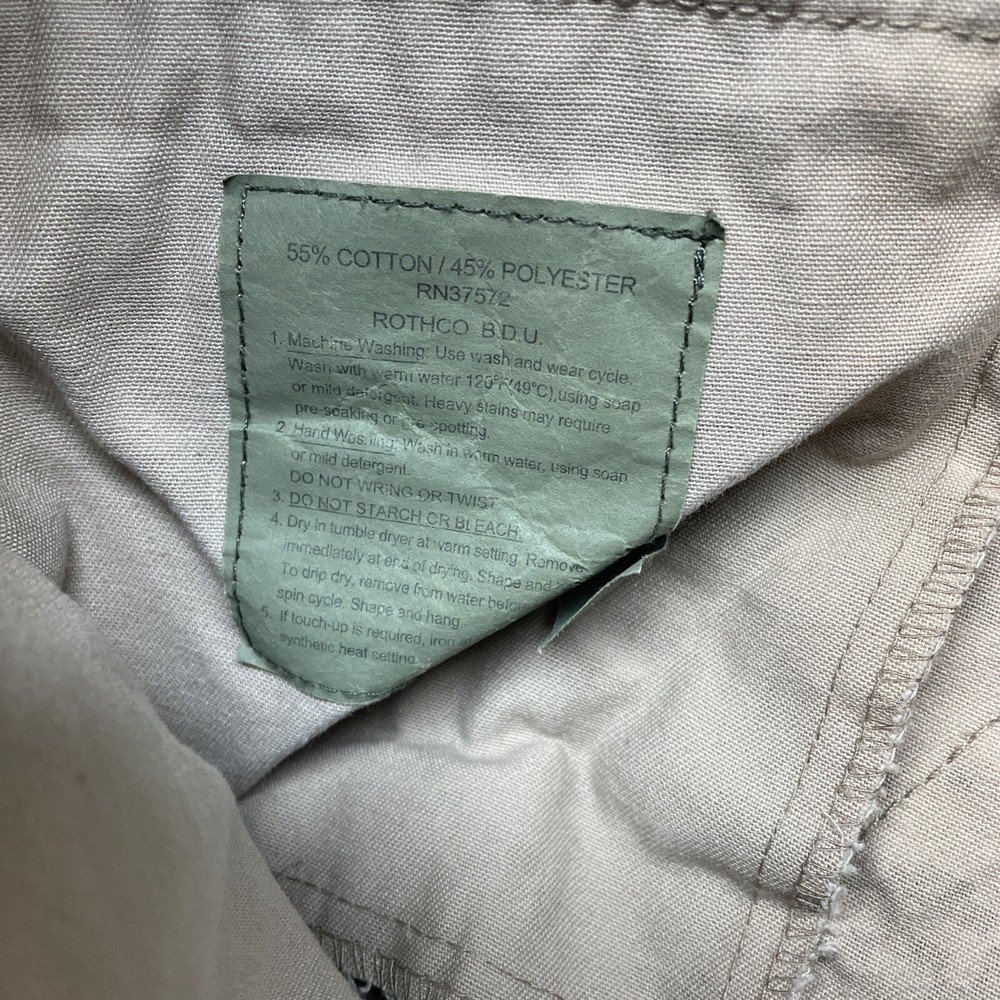 55% COTTON / 45% POLYESTER
RN37572
ROTHCO B.D.U.
1. Machine Washing: Use wash and wear cycle.
Wash with warm water 120°F(49°C),using soap
or mild detergent. Heavy stains may require
pre-soaking or pre spotting.
2. Hand Washing: Wash in warm water, using soap
or mild detergent.
DO NOT WRING OR TWIST
3. DO NOT STARCH OR BLEACH.
4. Dry in tumble dryer at warm setting. Remove
immediately at end of drying. Shape and
To drip dry, remove from water before
spin cycle. Shape and hang.
5. If touch-up is required, iron at
synthetic heat setting.